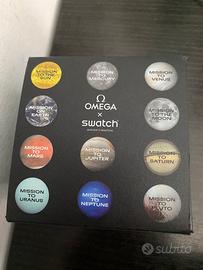 MISSION
TO THE
SUN
MISSION
TO
MERCURY
MISSION
TO
VENUS
MISSION
ON
EARTH
Ω
OMEGA
×
swatch
MISSION
TO THE
MOON
MISSION
TO
MARS
MISSION
TO
JUPITER
MISSION
TO
SATURN
MISSION
TO
URANUS
MISSION
TO
NEPTUNE
MISSION
TO
PLUTO
subito